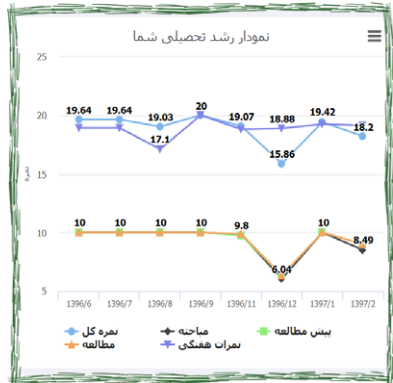 نمودار رشد تحصیلی شما
25
20
15
10
5
نمره
19.64 19.64 19.03 20 19.07 18.88 19.42 18.2
17.1 15.86
10 10 10 10 9.8 6.04 10 8.49
1396/6 1396/7 1396/8 1396/9 1396/11 1396/12 1397/1 1397/2
نمره کل مباحثه پیش مطالعه
مطالعه نمرات هفتگی